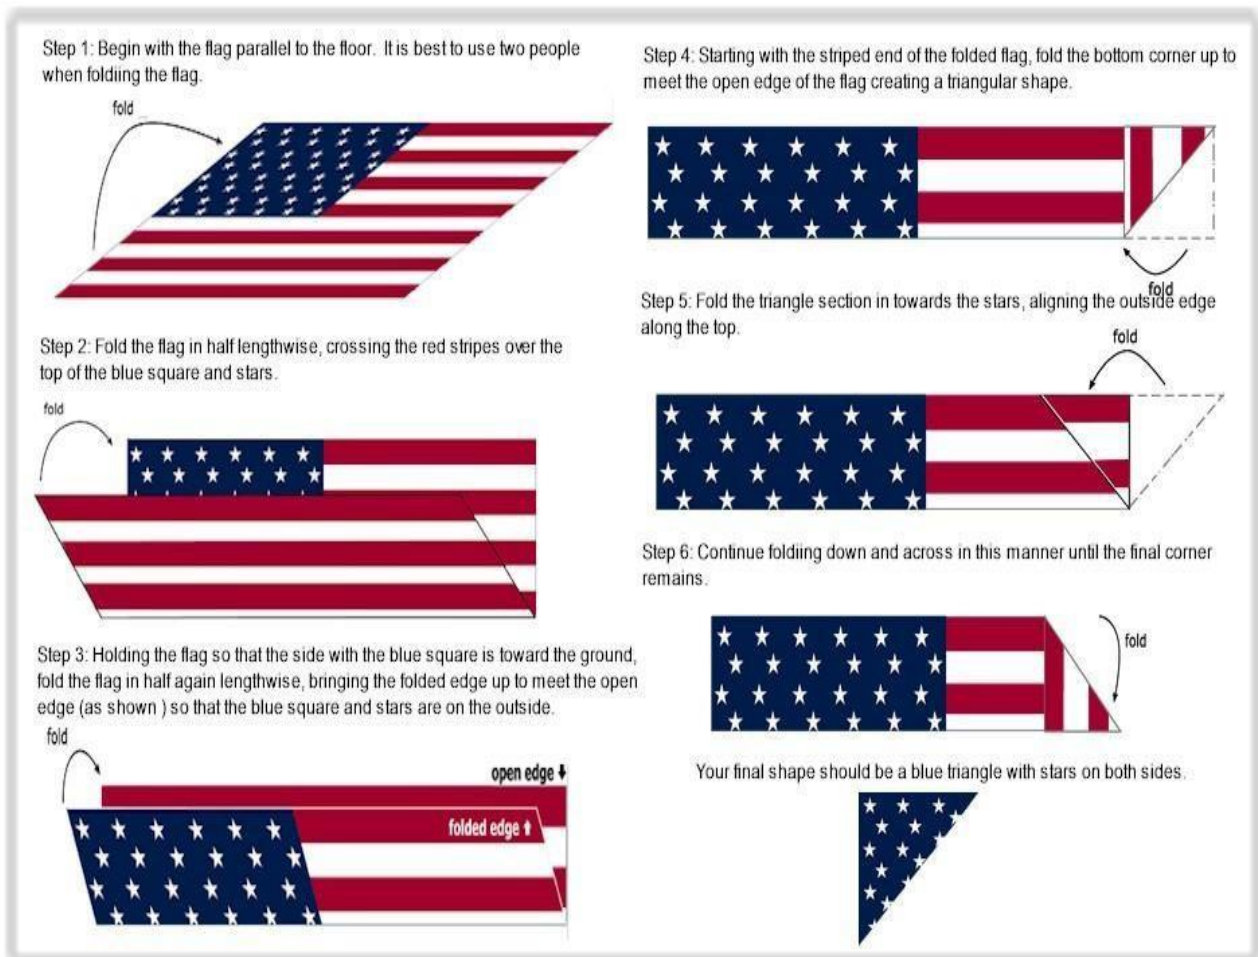 Step 1: Begin with the flag parallel to the floor. It is best to use two people
when foldiing the flag.
fold
Step 2: Fold the flag in half lengthwise, crossing the red stripes over the
top of the blue square and stars.
fold
Step 3: Holding the flag so that the side with the blue square is toward the ground,
fold the flag in half again lengthwise, bringing the folded edge up to meet the open
edge (as shown ) so that the blue square and stars are on the outside.
fold
open edge
folded edge
Step 4: Starting with the striped end of the folded flag, fold the bottom corner up to
meet the open edge of the flag creating a triangular shape.
fold
Step 5: Fold the triangle section in towards the stars, aligning the outside edge
along the top.
fold
Step 6: Continue foldiing down and across in this manner until the final corner
remains.
fold
Your final shape should be a blue triangle with stars on both sides.